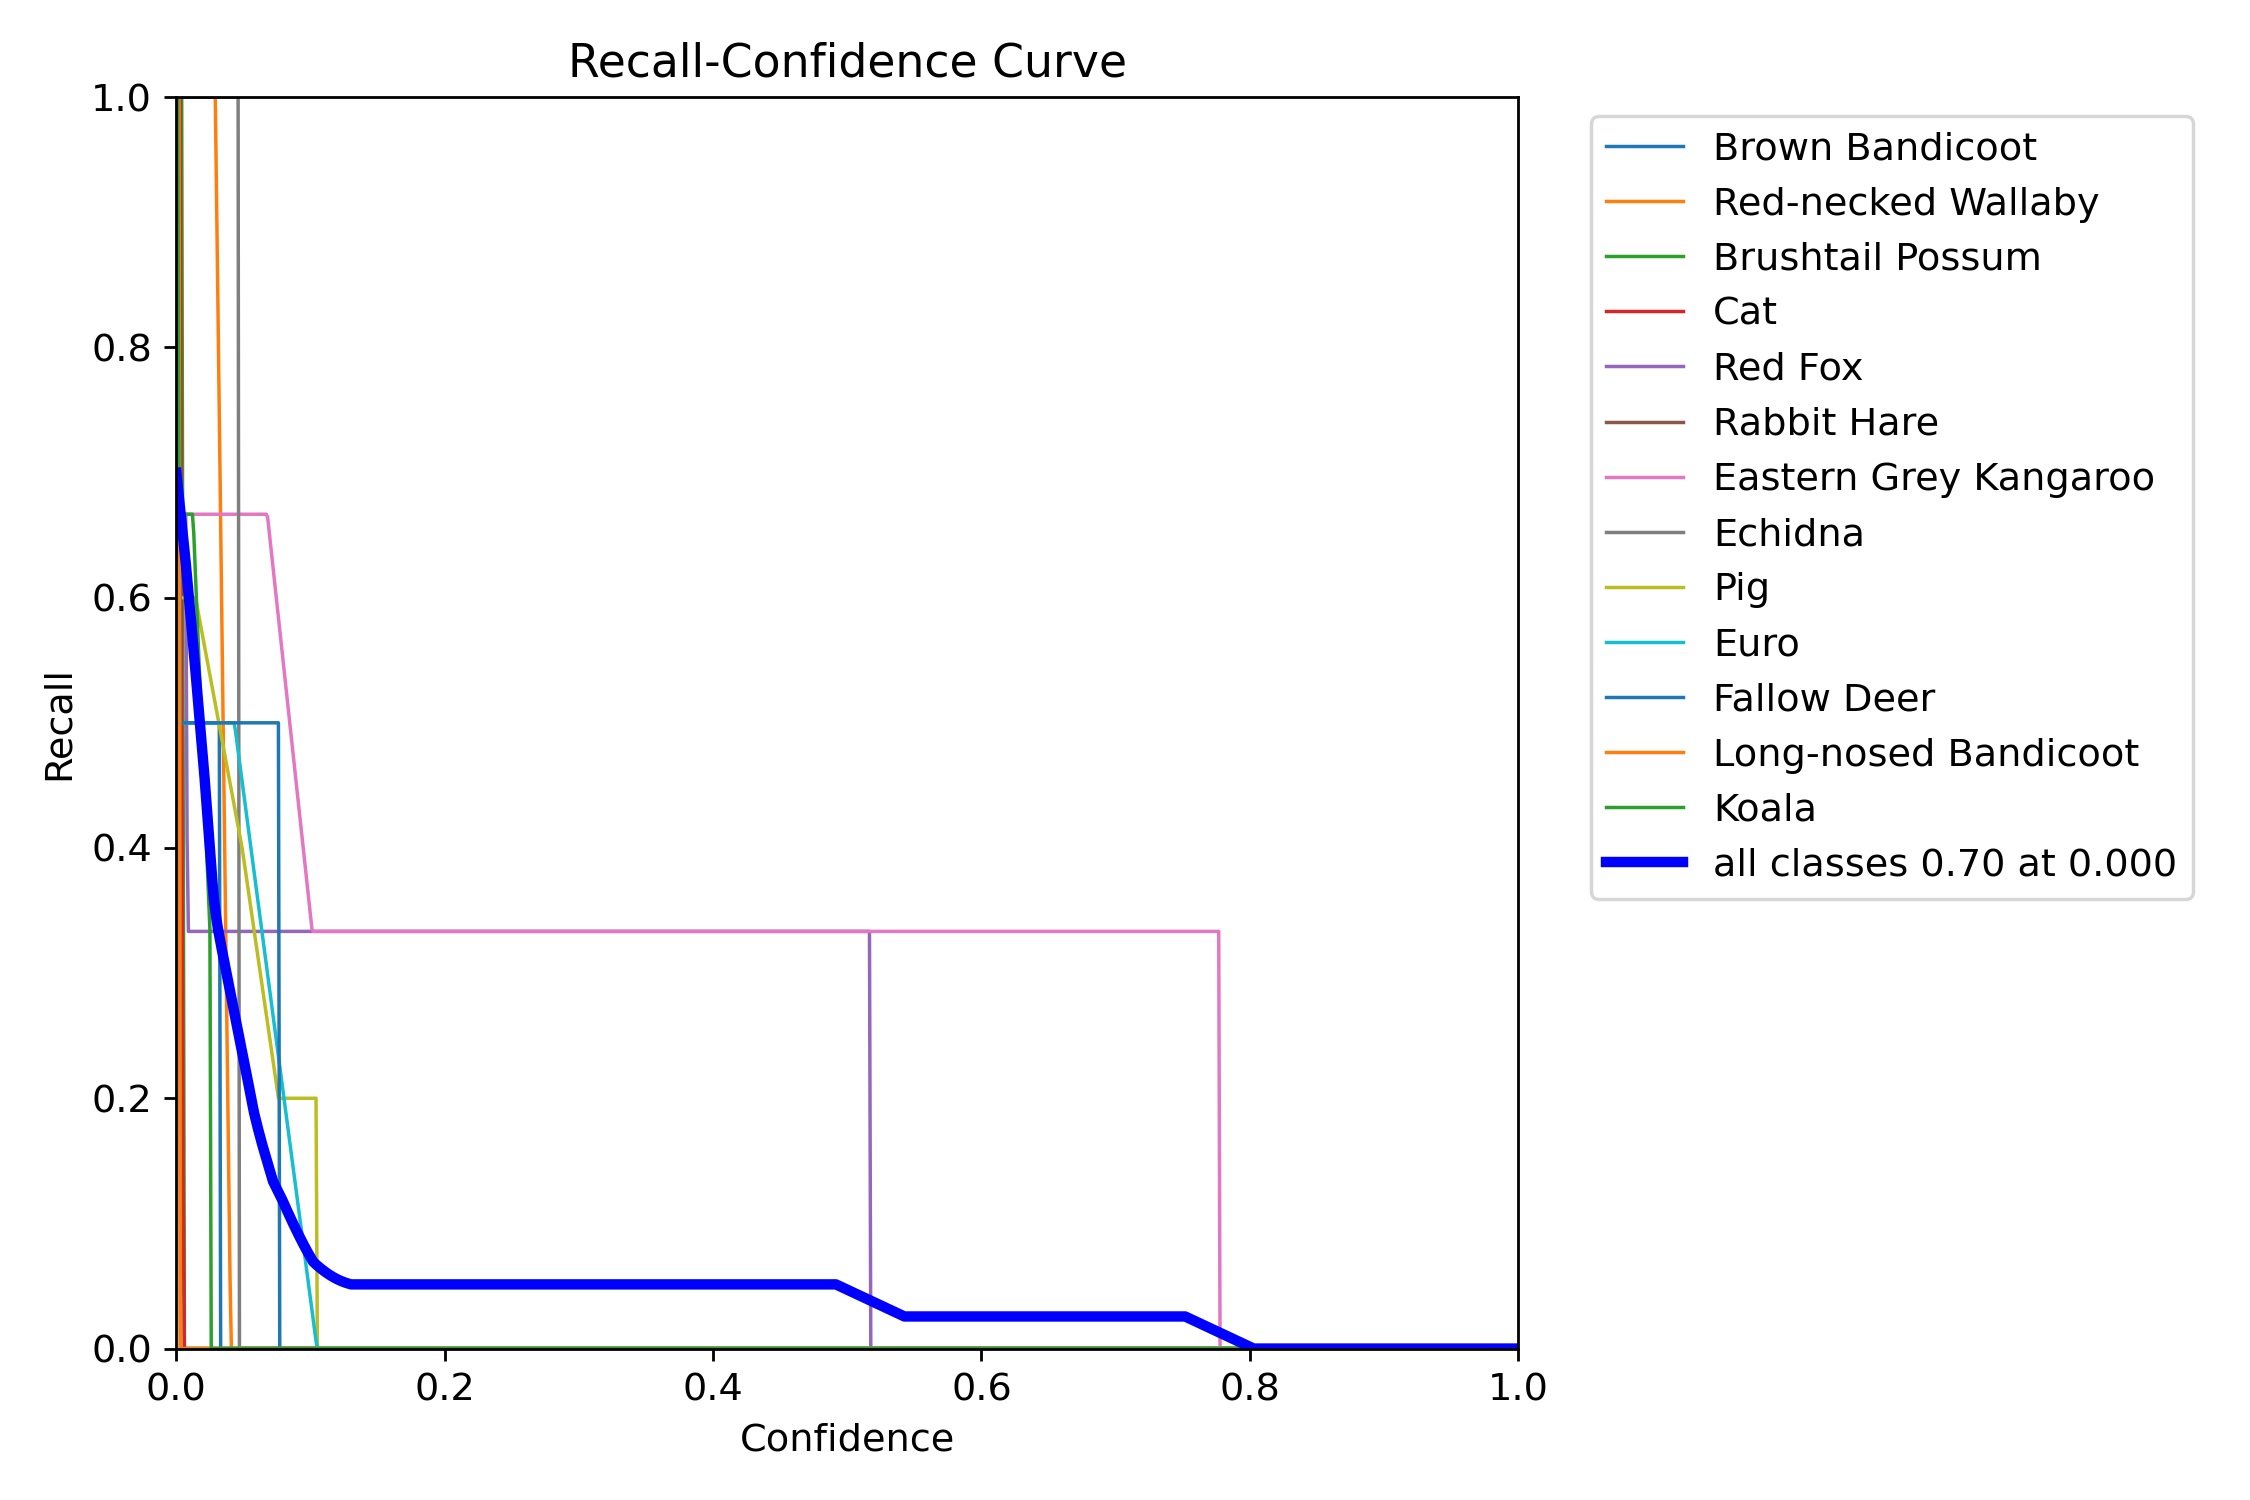 Recall-Confidence Curve
1.0
0.8
0.6
0.4
0.2
0.0
Recall
0.0 0.2 0.4 0.6 0.8 1.0
Confidence
Brown Bandicoot
Red-necked Wallaby
Brushtail Possum
Cat
Red Fox
Rabbit Hare
Eastern Grey Kangaroo
Echidna
Pig
Euro
Fallow Deer
Long-nosed Bandicoot
Koala
all classes 0.70 at 0.000